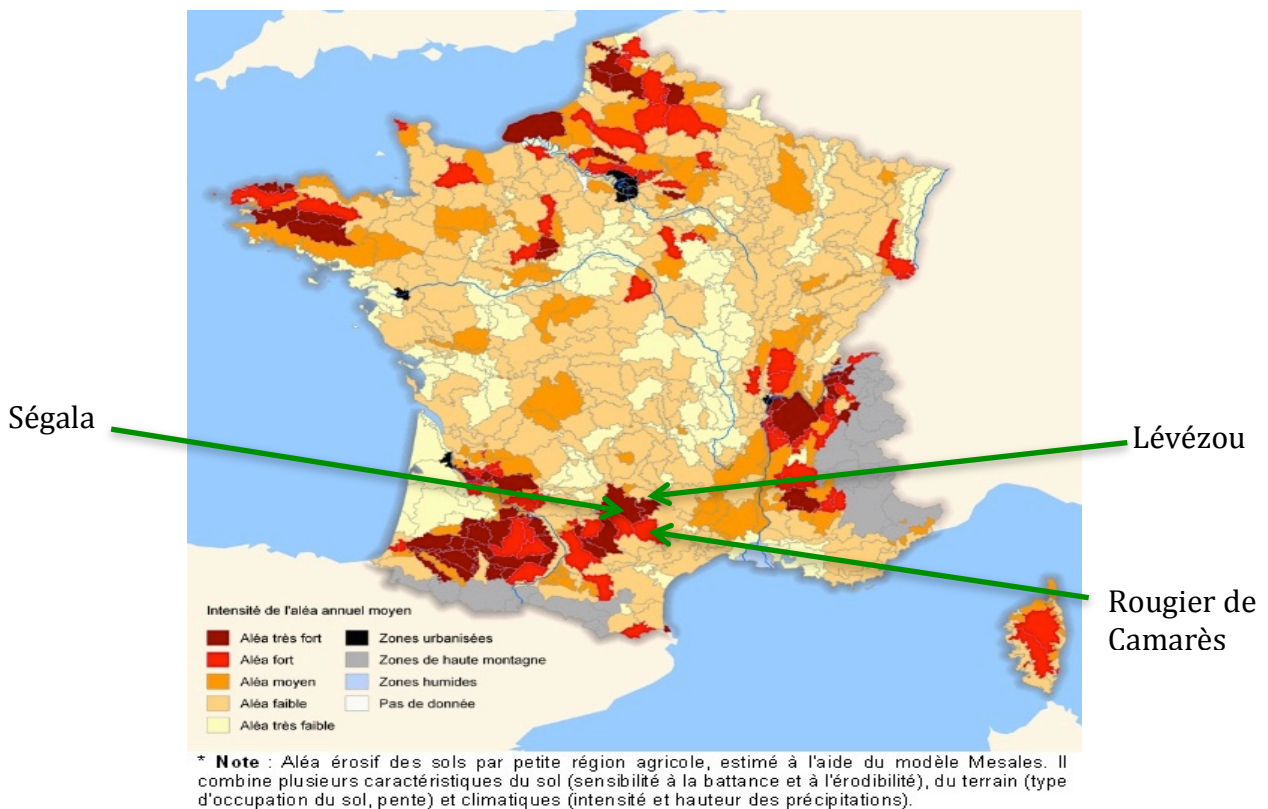 Ségala
Lévézou
Rougier de
Camarès
Intensité de l'aléa annuel moyen
Aléa très fort
Aléa fort
Aléa moyen
Aléa faible
Aléa très faible
Zones urbanisées
Zones de haute montagne
Zones humides
Pas de donnée
* Note : Aléa érosif des sols par petite région agricole, estimé à l'aide du modèle Mesales. Il
combine plusieurs caractéristiques du sol (sensibilité à la battance et à l'érodibilité), du terrain (type
d'occupation du sol, pente) et climatiques (intensité et hauteur des précipitations).